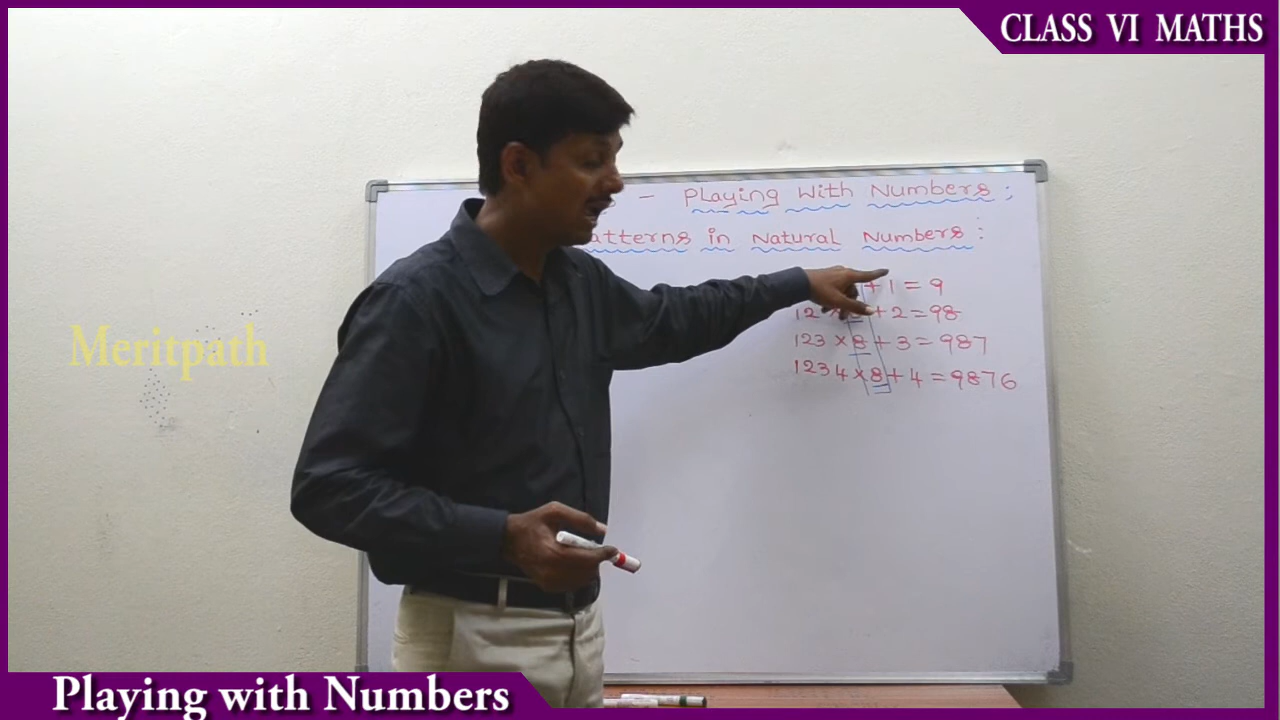 CLASS VI MATHS
- Playing With Numbers ;
atterns in Natural Numbers :
+ 1 = 9
12 × 8 + 2 = 98
123 × 8 + 3 = 987
1234 × 8 + 4 = 9876
Meritpath
Playing with Numbers